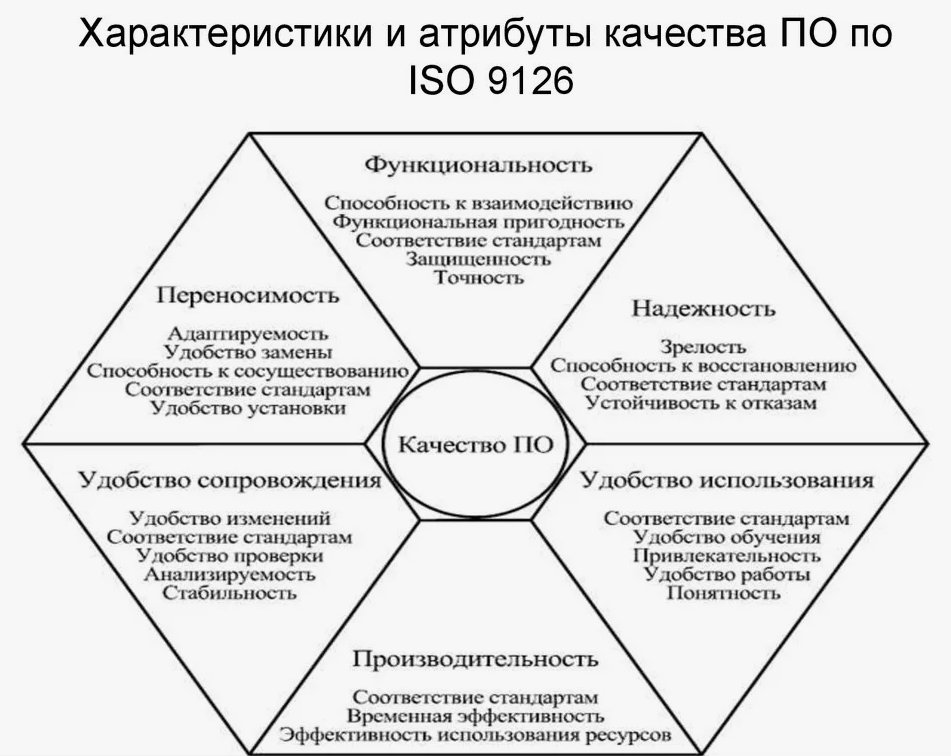 Характеристики и атрибуты качества ПО по
ISO 9126
Функциональность
Способность к взаимодействию
Функциональная пригодность
Соответствие стандартам
Защищенность
Точность
Переносимость
Адаптируемость
Удобство замены
Способность к сосуществованию
Соответствие стандартам
Удобство установки
Надежность
Зрелость
Способность к восстановлению
Соответствие стандартам
Устойчивость к отказам
Качество ПО
Удобство сопровождения
Удобство изменений
Соответствие стандартам
Удобство проверки
Анализируемость
Стабильность
Удобство использования
Соответствие стандартам
Удобство обучения
Привлекательность
Удобство работы
Понятность
Производительность
Соответствие стандартам
Временная эффективность
Эффективность использования ресурсов